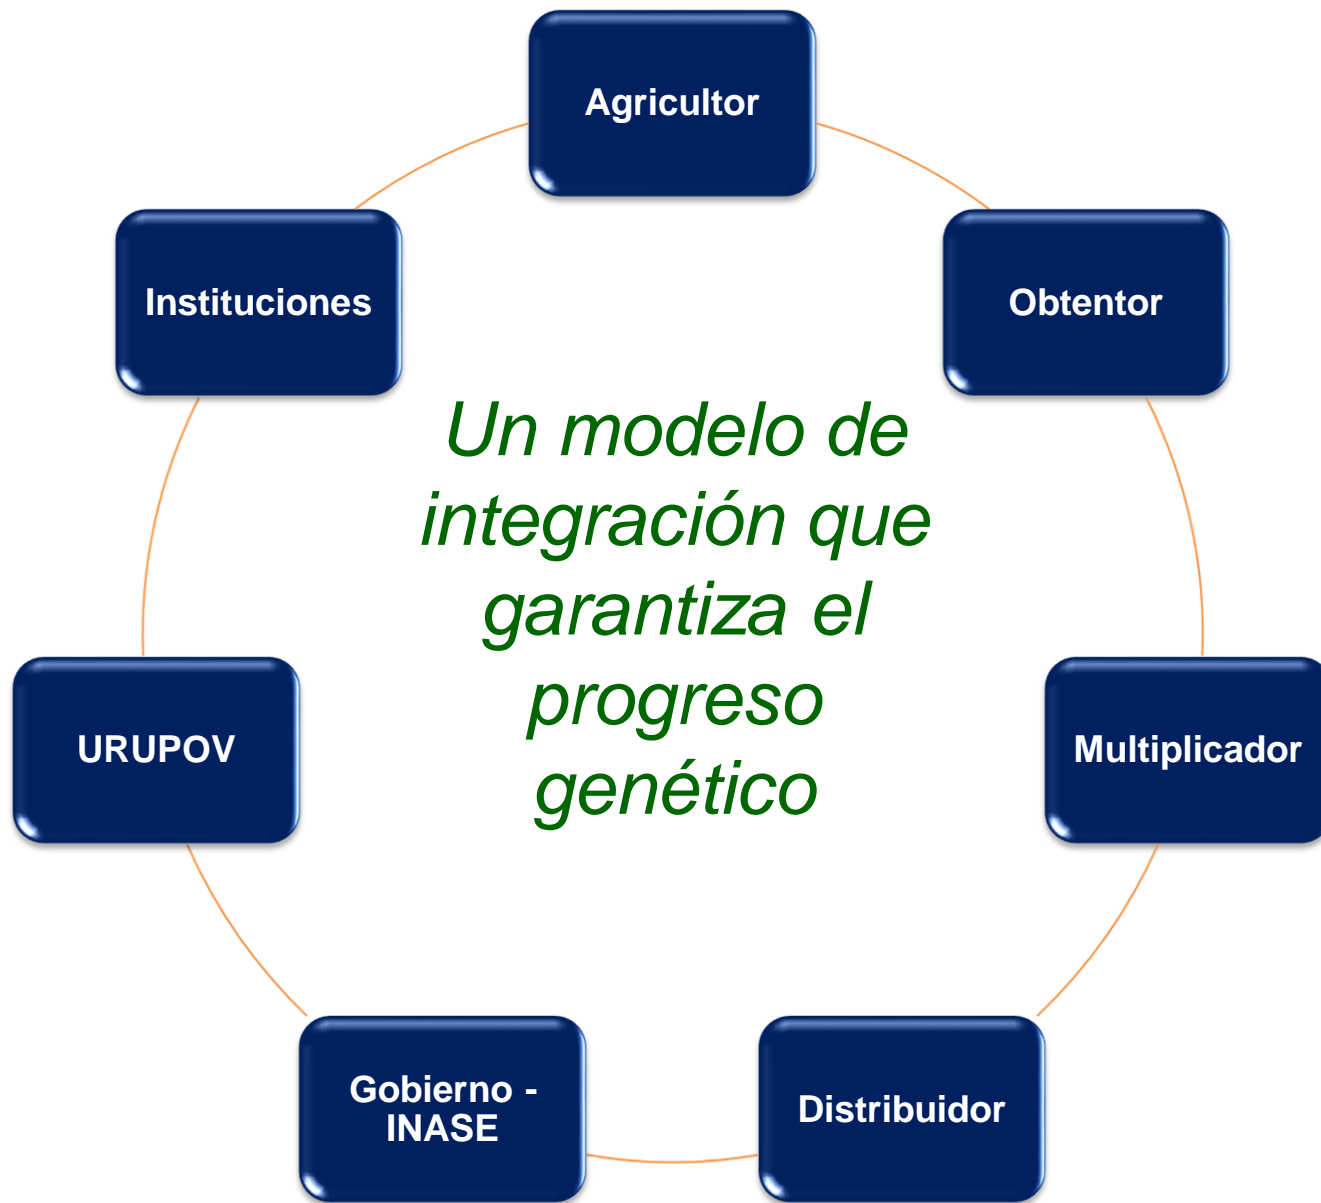 Agricultor
Instituciones
Obtentor
Un modelo de
integración que
garantiza el
progreso
genético
URUPOV
Multiplicador
Gobierno -
INASE
Distribuidor